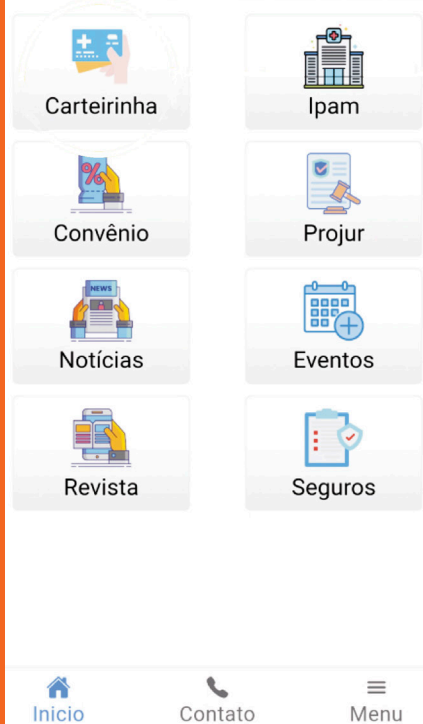 Carteirinha
Ipam
Convênio
Projur
NEWS
Notícias
Eventos
Revista
Seguros
Inicio
Contato
Menu